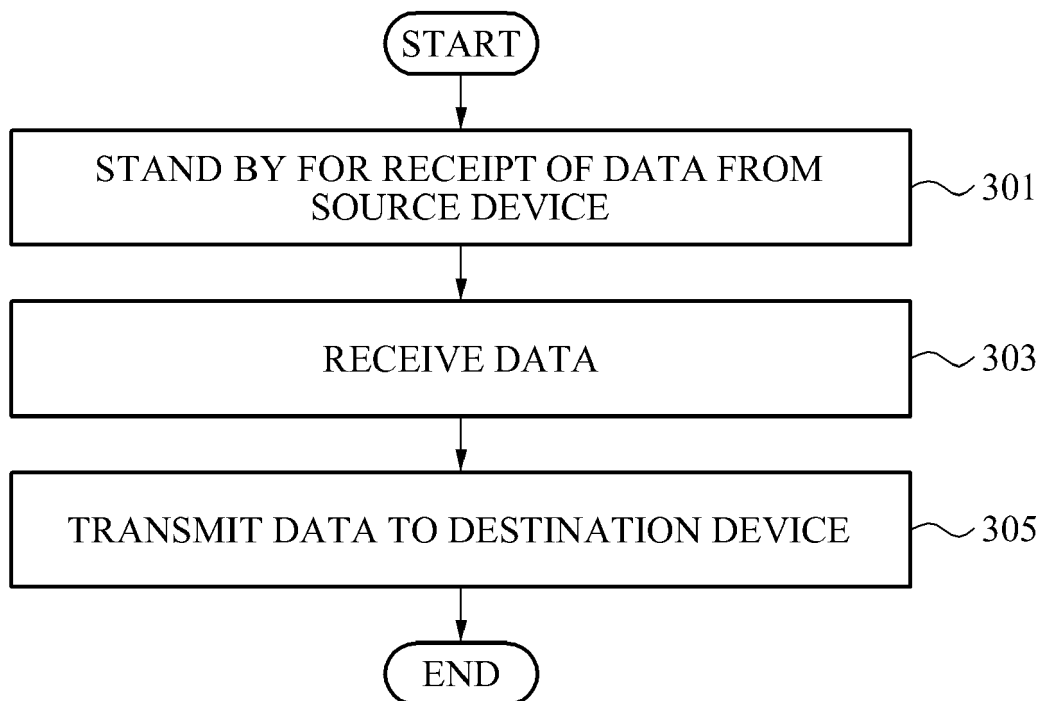 START
STAND BY FOR RECEIPT OF DATA FROM
SOURCE DEVICE
301
RECEIVE DATA
303
TRANSMIT DATA TO DESTINATION DEVICE
305
END